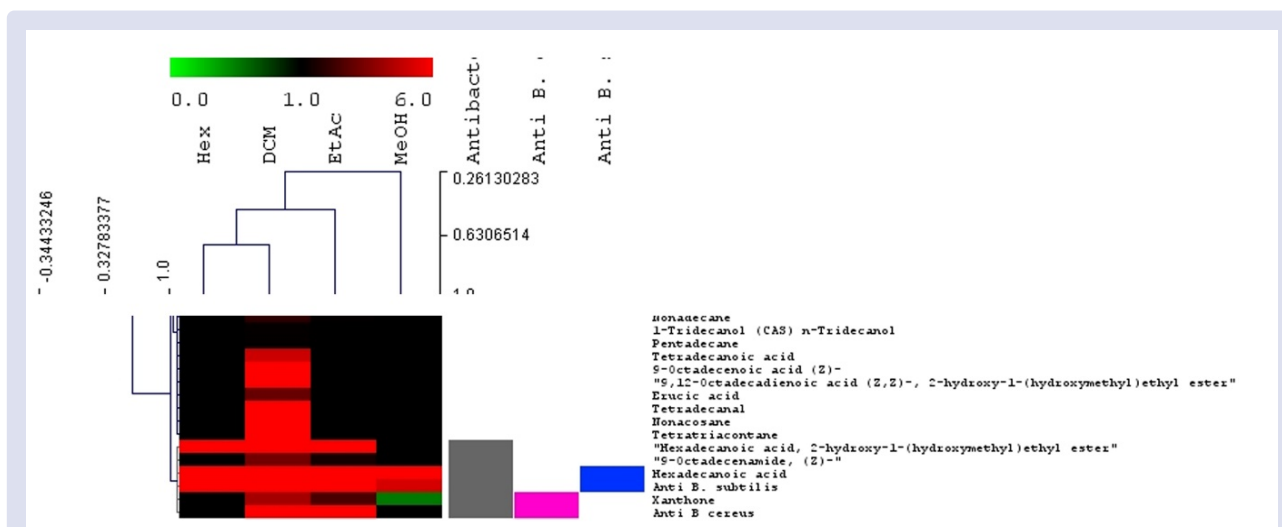 0.0 1.0 6.0
Hex
DCM
EtAc
MeOH
Anti B.
Anti B.
-0.34433246
-0.32783377
1.0
0.26130283
0.6306514
Nonadecane
1-Tridecanol (CAS) n-Tridecanol
Pentadecane
Tetradecanoic acid
9-Octadecenoic acid (Z)-
"9,12-Octadecadienoic acid (Z,Z)-, 2-hydroxy-1-(hydroxymethyl)ethyl ester"
Erucic acid
Tetradecanal
Nonacosane
Tetratriacontane
"Hexadecanoic acid, 2-hydroxy-1-(hydroxymethyl)ethyl ester"
"9-Octadecenamide, (Z)-"
Hexadecanoic acid
Anti B. subtilis
Xanthone
Anti B cereus